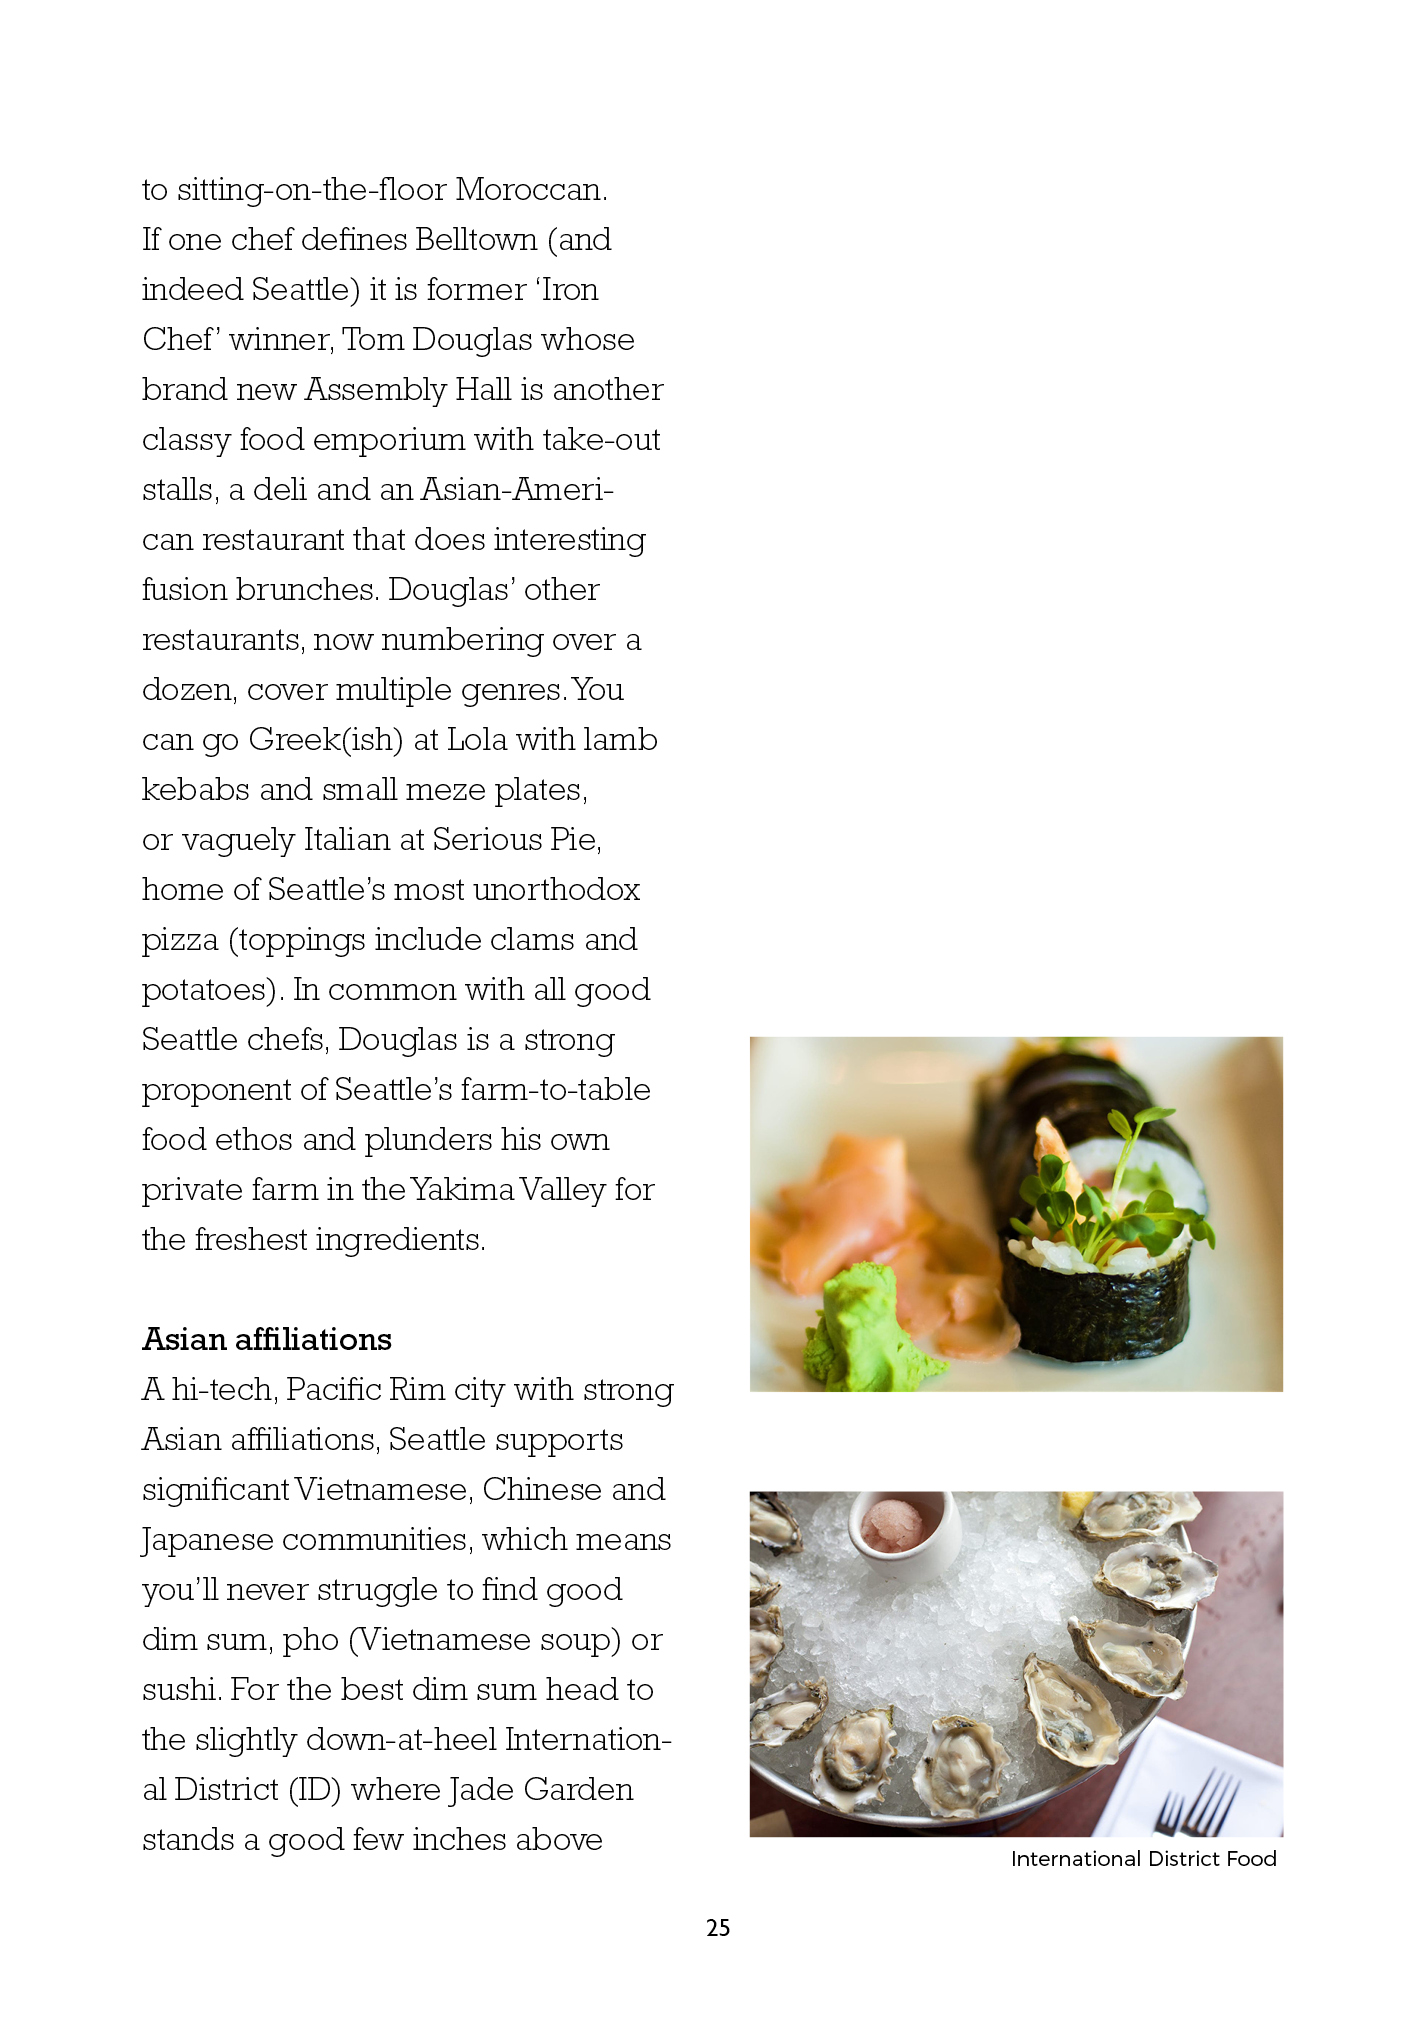 to sitting-on-the-floor Moroccan.
If one chef defines Belltown (and
indeed Seattle) it is former ‘Iron
Chef’ winner, Tom Douglas whose
brand new Assembly Hall is another
classy food emporium with take-out
stalls, a deli and an Asian-Ameri-
can restaurant that does interesting
fusion brunches. Douglas’ other
restaurants, now numbering over a
dozen, cover multiple genres. You
can go Greek(ish) at Lola with lamb
kebabs and small meze plates,
or vaguely Italian at Serious Pie,
home of Seattle’s most unorthodox
pizza (toppings include clams and
potatoes). In common with all good
Seattle chefs, Douglas is a strong
proponent of Seattle’s farm-to-table
food ethos and plunders his own
private farm in the Yakima Valley for
the freshest ingredients.
Asian affiliations
A hi-tech, Pacific Rim city with strong
Asian affiliations, Seattle supports
significant Vietnamese, Chinese and
Japanese communities, which means
you’ll never struggle to find good
dim sum, pho (Vietnamese soup) or
sushi. For the best dim sum head to
the slightly down-at-heel Internation-
al District (ID) where Jade Garden
stands a good few inches above
International District Food
25